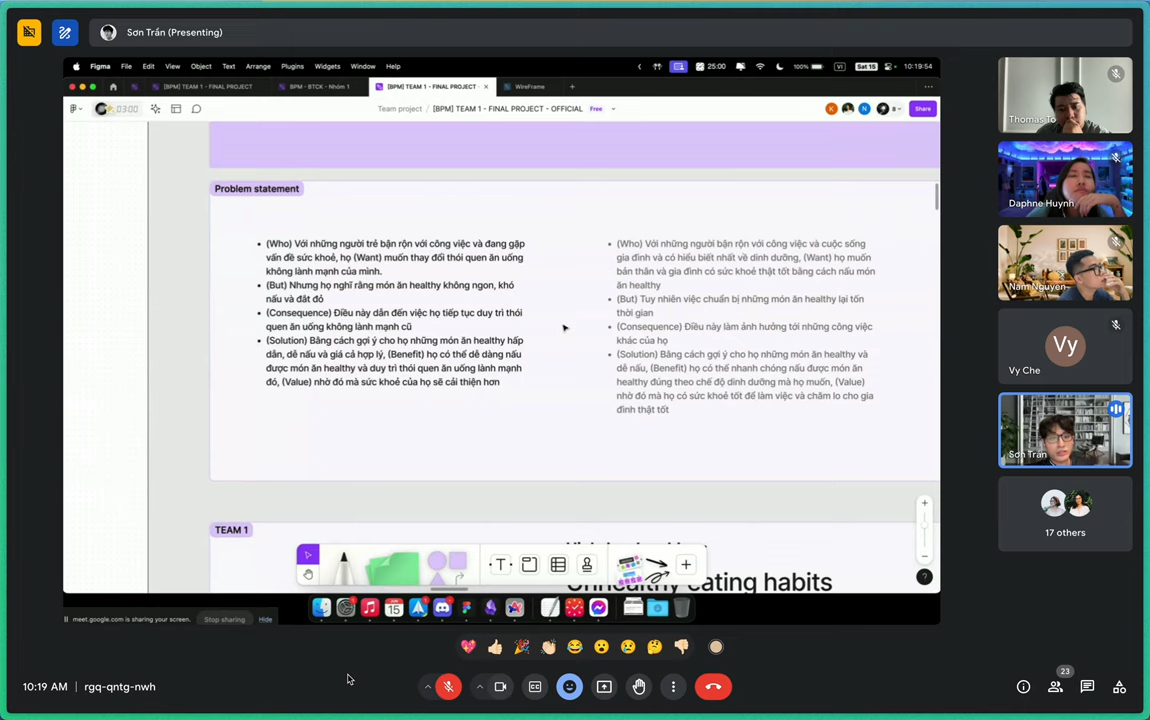 Sơn Trần (Presenting)
Figma File Edit View Object Text Arrange Plugins Widgets Window Help
25:00 100% VI Sat 15 10:19:54
[BPM] TEAM 1 - FINAL PROJECT - BPM - BTCK - Nhóm 1 [BPM] TEAM 1 - FINAL PROJECT - WireFrame
03:00 Team project / [BPM] TEAM 1 - FINAL PROJECT - OFFICIAL Free K N 8 Share
Problem statement
(Who) Với những người trẻ bận rộn với công việc và đang gặp
vấn đề sức khoẻ, họ (Want) muốn thay đổi thói quen ăn uống
không lành mạnh của mình.
(But) Nhưng họ nghĩ rằng món ăn healthy không ngon, khó
nấu và đắt đỏ
(Consequence) Điều này dẫn đến việc họ tiếp tục duy trì thói
quen ăn uống không lành mạnh cũ
(Solution) Bằng cách gợi ý cho họ những món ăn healthy hấp
dẫn, dễ nấu và giá cả hợp lý, (Benefit) họ có thể dễ dàng nấu
được món ăn healthy và duy trì thói quen ăn uống lành mạnh
đó, (Value) nhờ đó mà sức khoẻ của họ sẽ cải thiện hơn
(Who) Với những người bận rộn với công việc và cuộc sống
gia đình và có hiểu biết nhất về dinh dưỡng, (Want) họ muốn
bản thân và gia đình có sức khoẻ thật tốt bằng cách nấu món
ăn healthy
(But) Tuy nhiên việc chuẩn bị những món ăn healthy lại tốn
thời gian
(Consequence) Điều này làm ảnh hưởng tới những công việc
khác của họ
(Solution) Bằng cách gợi ý cho họ những món ăn healthy và
dễ nấu, (Benefit) họ có thể nhanh chóng nấu được món ăn
healthy đúng theo chế độ dinh dưỡng mà họ muốn, (Value)
nhờ đó mà họ có sức khoẻ tốt để làm việc và chăm lo cho gia
đình thật tốt
TEAM 1
eating habits
T
JUN
15
meet.google.com is sharing your screen. Stop sharing Hide
Thomas To
Daphne Huynh
Nam Nguyen
Vy
Vy Che
Sơn Trần
17 others
10:19 AM rgq-qntg-nwh
23